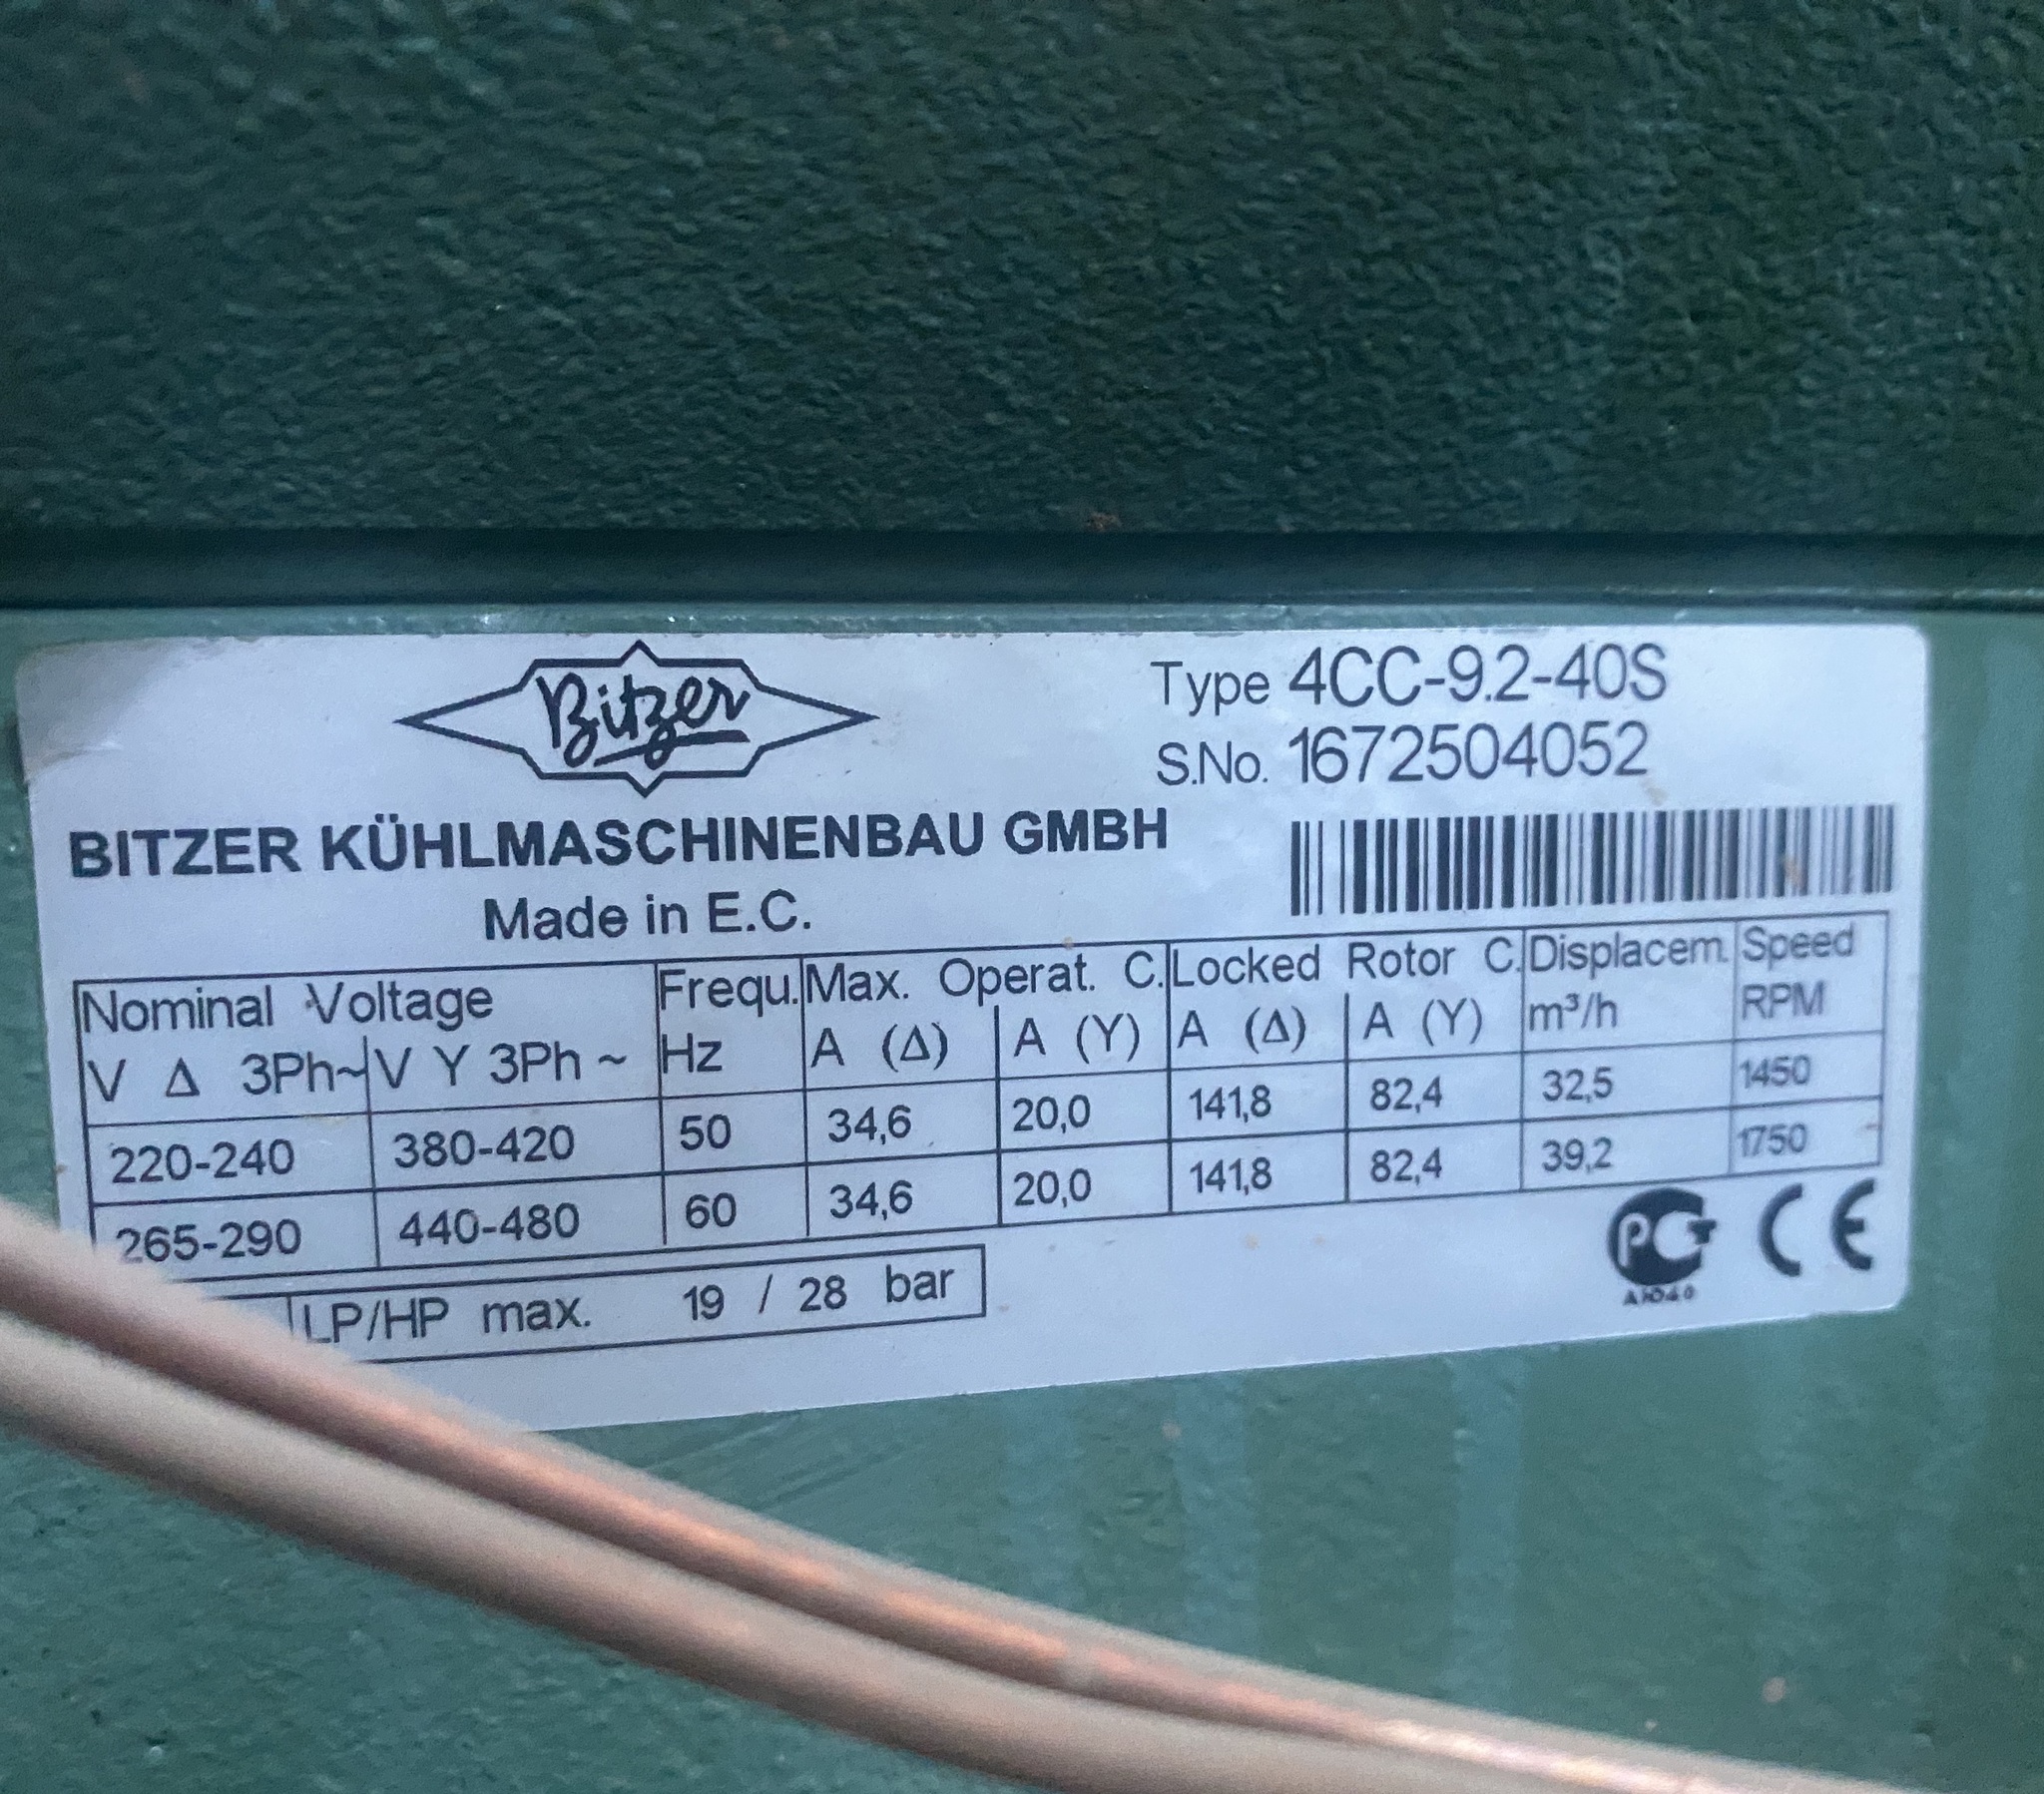 Bitzer
Type 4CC-9.2-40S
S.No. 1672504052
BITZER KÜHLMASCHINENBAU GMBH
Made in E.C.
Nominal Voltage Frequ. Max. Operat. C. Locked Rotor C. Displacem. Speed
V Δ 3Ph~ V Y 3Ph ~ Hz A (Δ) A (Y) A (Δ) A (Y) m³/h RPM
220-240 380-420 50 34,6 20,0 141,8 82,4 32,5 1450
265-290 440-480 60 34,6 20,0 141,8 82,4 39,2 1750
LP/HP max. 19 / 28 bar
РСТ CE